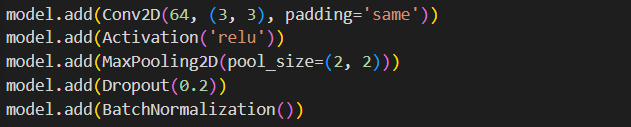 model.add(Conv2D(64, (3, 3), padding='same'))
model.add(Activation('relu'))
model.add(MaxPooling2D(pool_size=(2, 2)))
model.add(Dropout(0.2))
model.add(BatchNormalization())